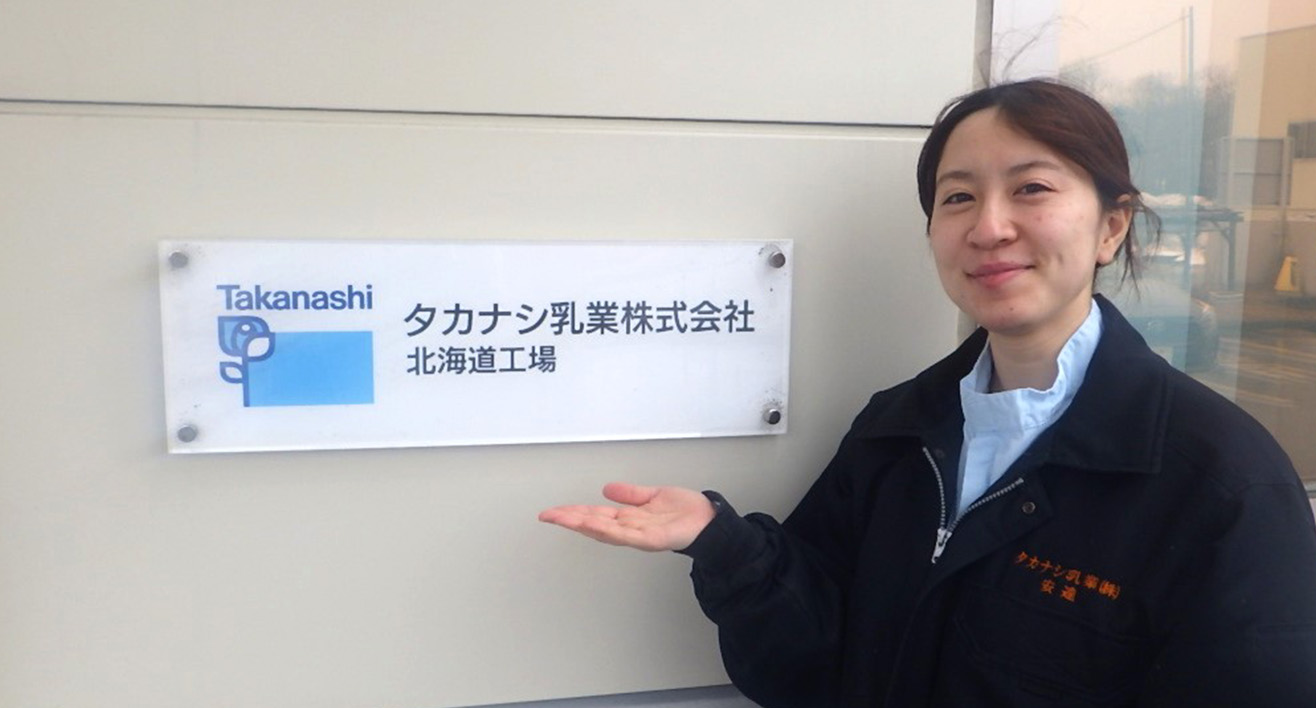 Takanashi
タカナシ乳業株式会社
北海道工場
タカナシ乳業㈱
安達